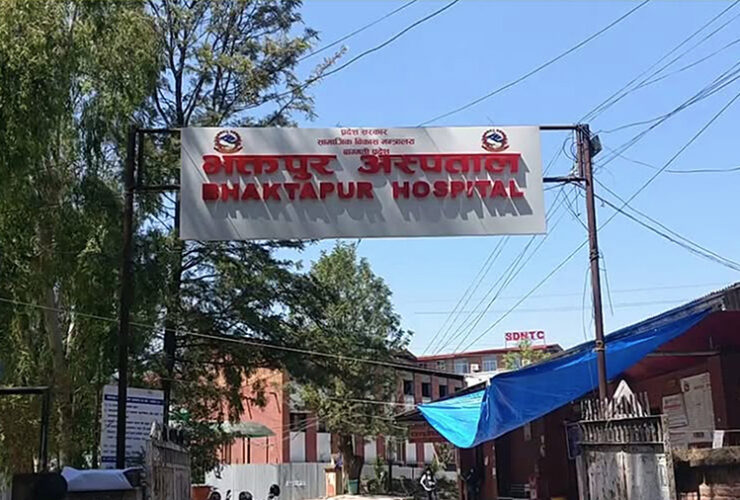 प्रदेश सरकार
सामाजिक विकास मन्त्रालय
बागमती प्रदेश
भक्तपुर अस्पताल
BHAKTAPUR HOSPITAL
SDNTC